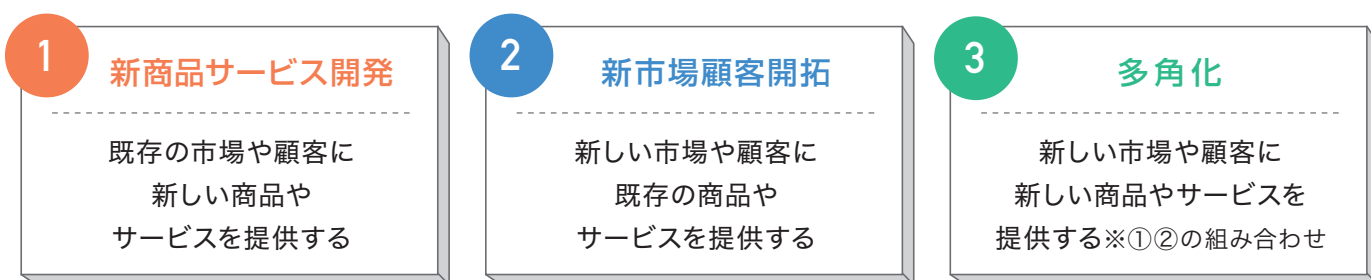 1
新商品サービス開発
既存の市場や顧客に
新しい商品や
サービスを提供する
2
新市場顧客開拓
新しい市場や顧客に
既存の商品や
サービスを提供する
3
多角化
新しい市場や顧客に
新しい商品やサービスを
提供する※①②の組み合わせ